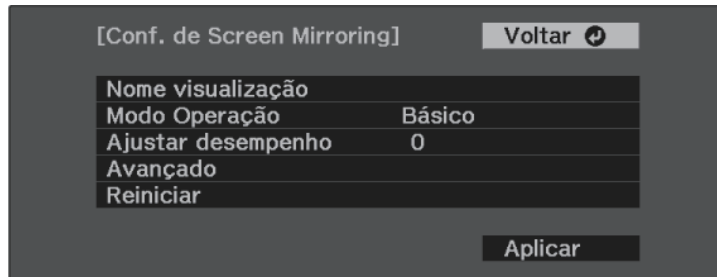 [Conf. de Screen Mirroring] Voltar
Nome visualização
Modo Operação Básico
Ajustar desempenho 0
Avançado
Reiniciar
Aplicar